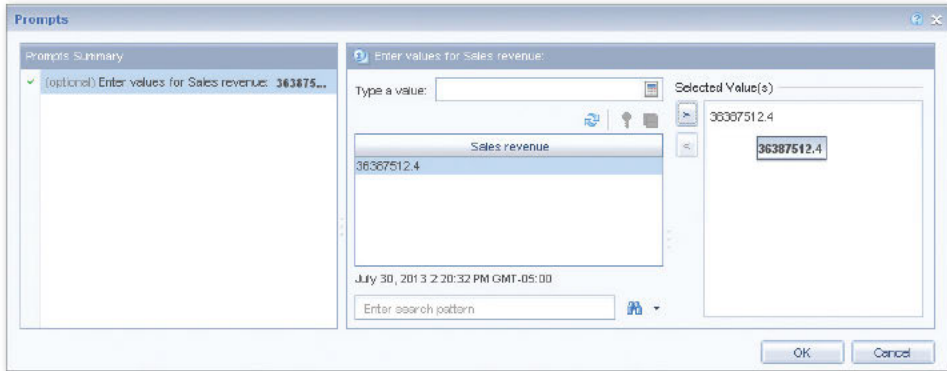 Prompts
Prompts Summary
(optional) Enter values for Sales revenue: 363875...
Enter values for Sales revenue:
Type a value:
Selected Value(s)
Sales revenue
36387512.4
36387512.4
36387512.4
July 30, 2013 2:20:32 PM GMT-05:00
Enter search pattern
OK
Cancel